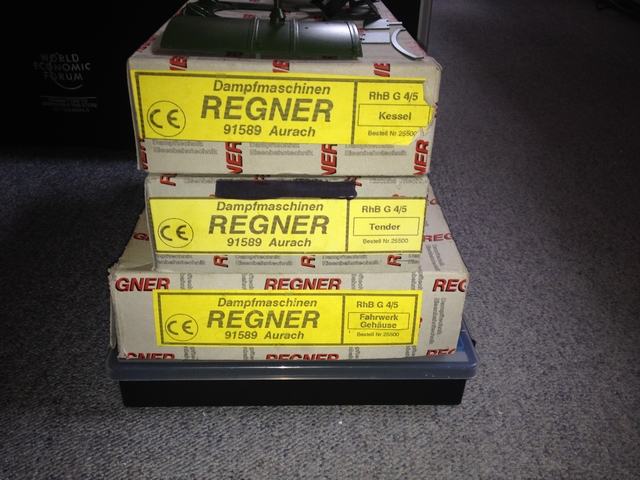 WORLD
ECONOMIC
FORUM
Dampfmaschinen
REGNER
91589 Aurach
CE
RhB G 4/5
Kessel
Bestell Nr.25500
Dampfmaschinen
REGNER
91589 Aurach
CE
RhB G 4/5
Tender
Bestell Nr.25500
REGNER
REGNER
REG
Dampfmaschinen
REGNER
91589 Aurach
CE
RhB G 4/5
Fahrwerk
Gehäuse
Bestell Nr.25500